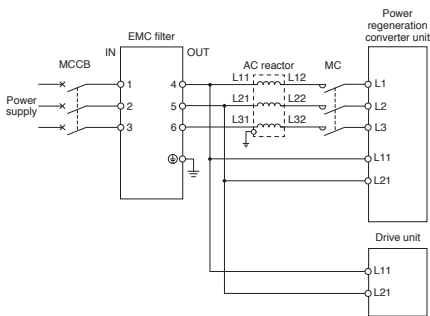 Power
regeneration
converter unit
EMC filter
MCCB
IN
OUT
AC reactor
MC
L11
L12
1
4
L1
Power
supply
L21
L22
2
5
L2
L31
L32
3
6
L3
L11
L21
Drive unit
L11
L21